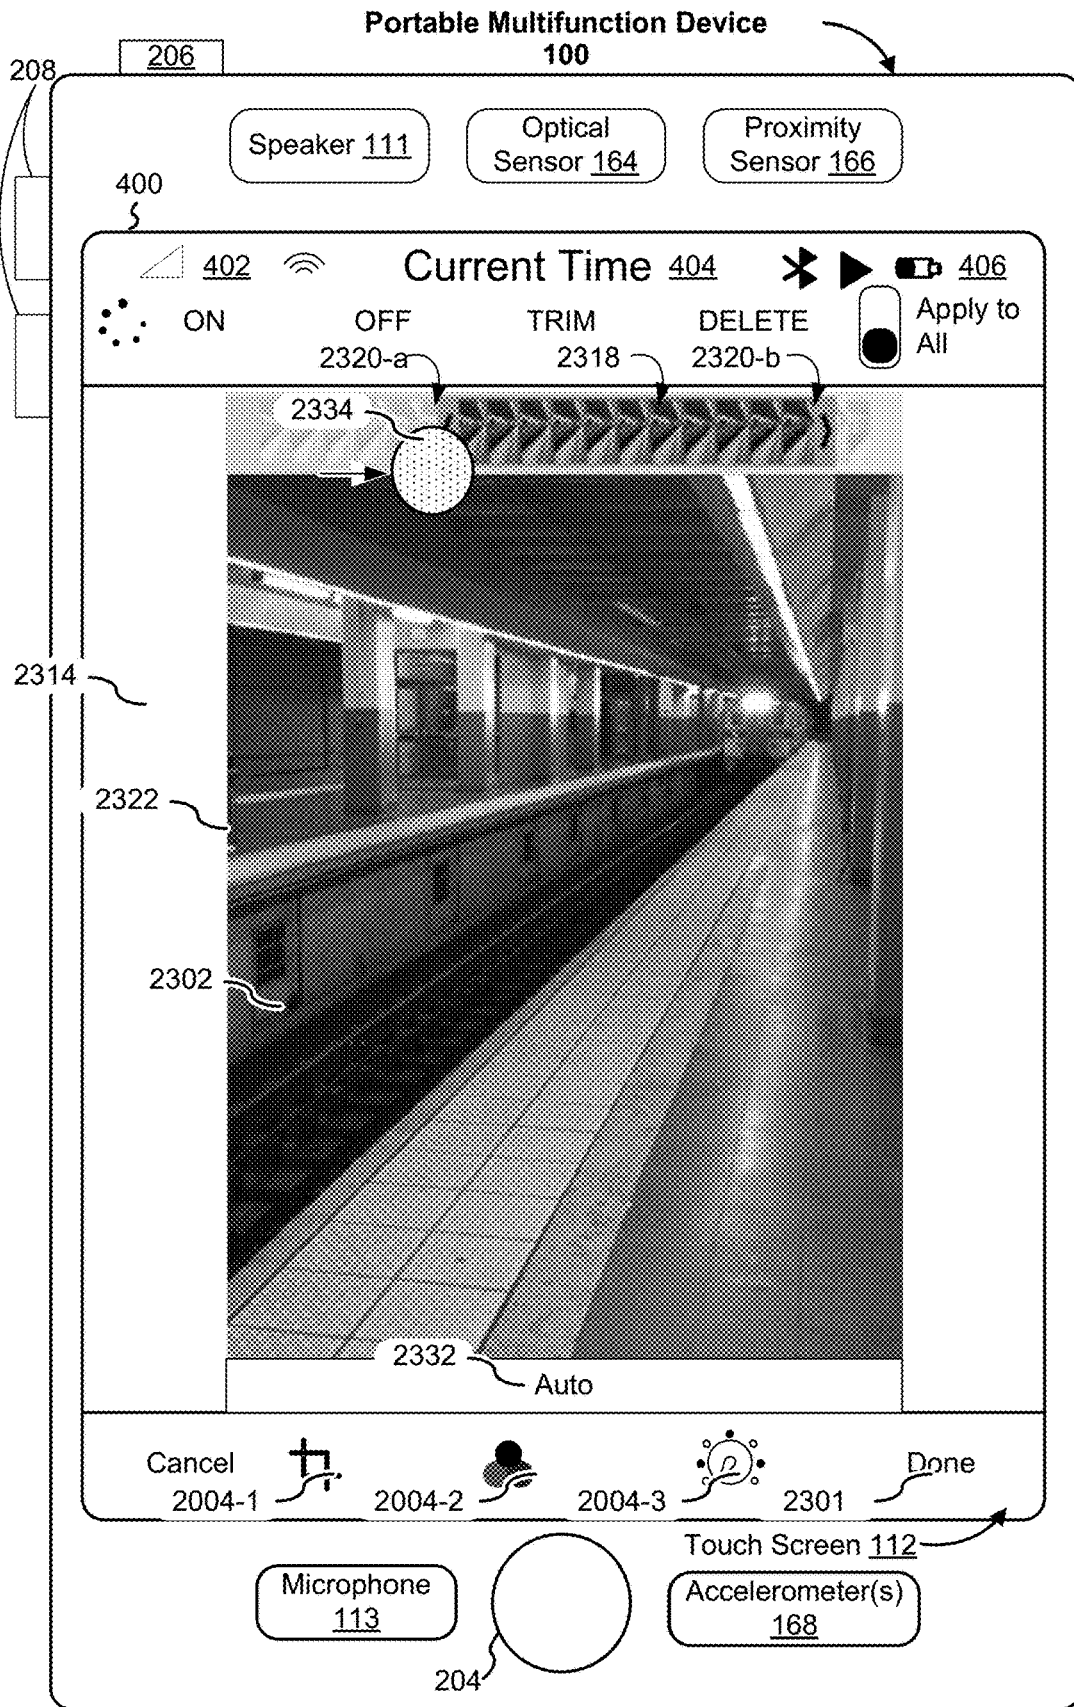 Portable Multifunction Device
100
206
208
Speaker 111
Optical
Sensor 164
Proximity
Sensor 166
400
402
Current Time 404
406
ON
OFF
TRIM
DELETE
Apply to
All
2320-a
2318
2320-b
2334
2314
2322
2302
2332
Auto
Cancel
Done
2004-1
2004-2
2004-3
2301
Touch Screen 112
Microphone
113
Accelerometer(s)
168
204